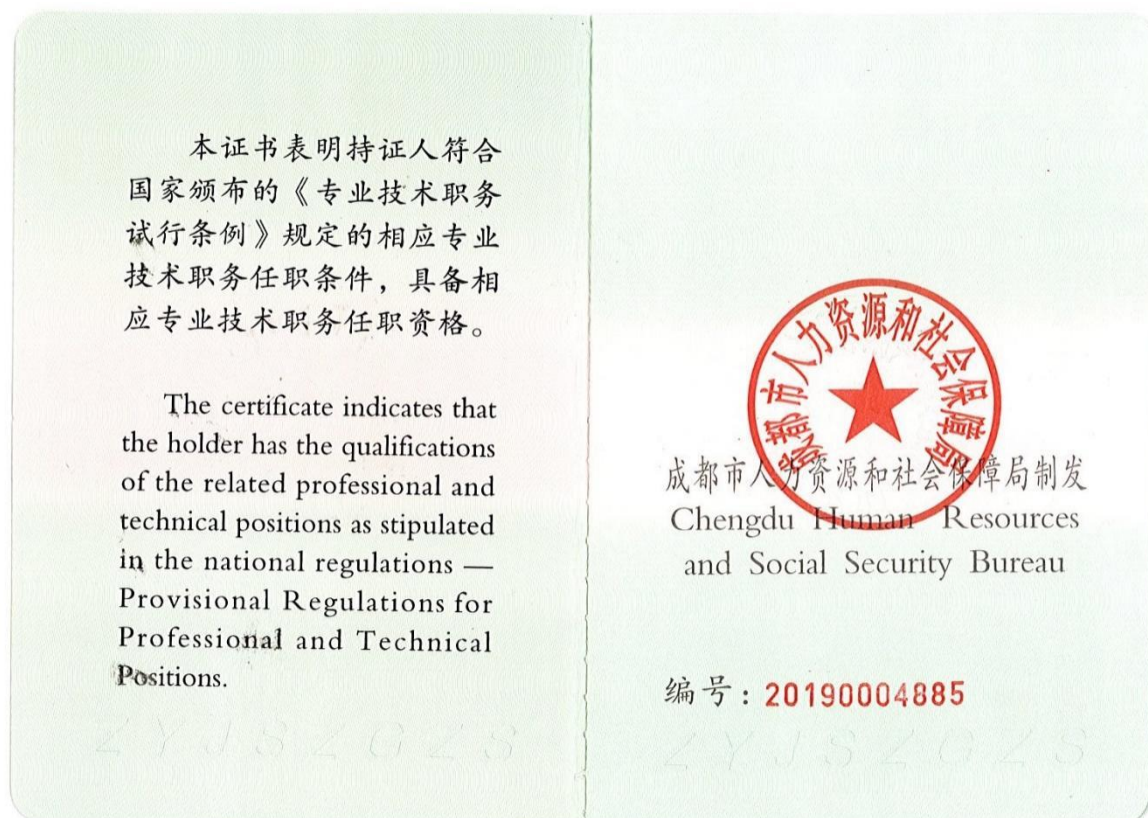 本证书表明持证人符合
国家颁布的《专业技术职务
试行条例》规定的相应专业
技术职务任职条件，具备相
应专业技术职务任职资格。
The certificate indicates that
the holder has the qualifications
of the related professional and
technical positions as stipulated
in the national regulations —
Provisional Regulations for
Professional and Technical
Positions.
ZYJSZGZS
成都市人力资源和社会保障局
成都市人力资源和社会保障局制发
Chengdu Human Resources
and Social Security Bureau
编号：20190004885
ZYJSZGZS